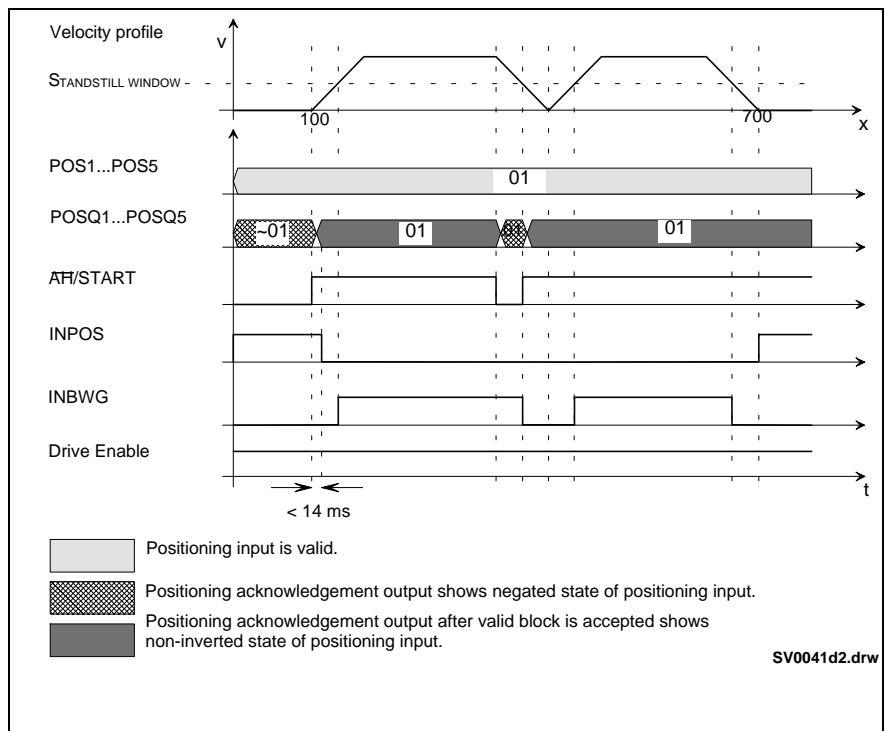 Velocity profile
v
STANDSTILL WINDOW
100
700
x
POS1...POS5
01
POSQ1...POSQ5
~01
01
01
01
AH/START
INPOS
INBWG
Drive Enable
t
< 14 ms
Positioning input is valid.
Positioning acknowledgement output shows negated state of positioning input.
Positioning acknowledgement output after valid block is accepted shows
non-inverted state of positioning input.
SV0041d2.drw